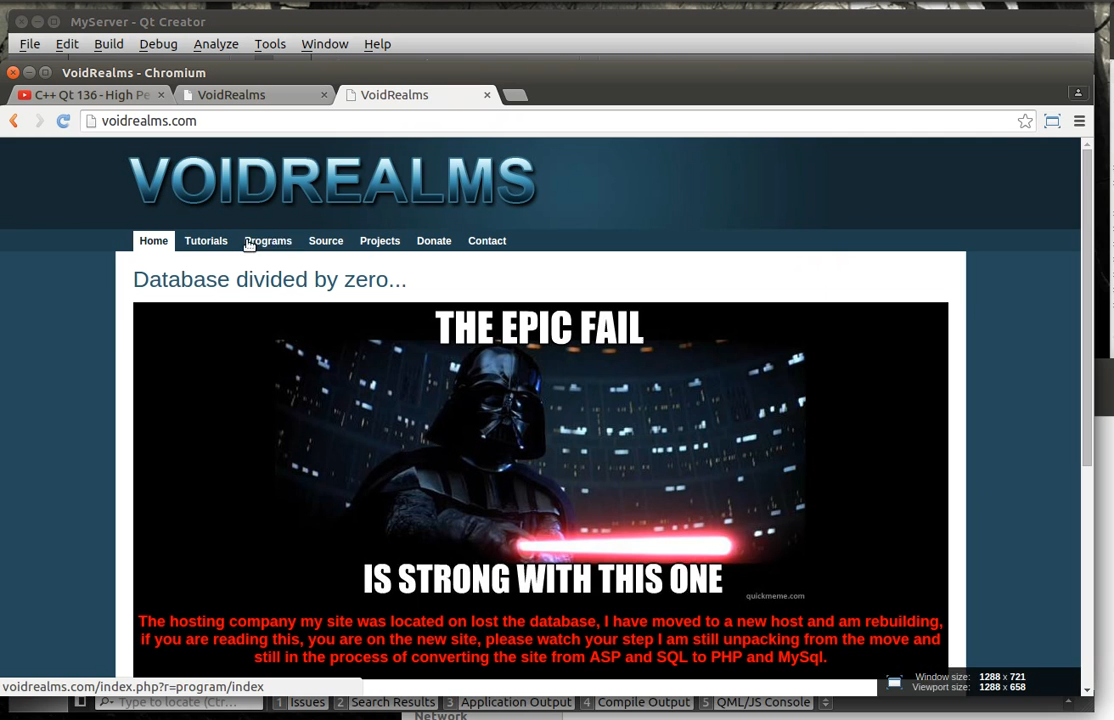 MyServer - Qt Creator
File Edit Build Debug Analyze Tools Window Help
VoidRealms - Chromium
C++ Qt 136 - High Pe VoidRealms VoidRealms
voidrealms.com
VOIDREALMS
Home Tutorials Programs Source Projects Donate Contact
Database divided by zero...
THE EPIC FAIL
IS STRONG WITH THIS ONE
quickmeme.com
The hosting company my site was located on lost the database, I have moved to a new host and am rebuilding,
if you are reading this, you are on the new site, please watch your step I am still unpacking from the move and
still in the process of converting the site from ASP and SQL to PHP and MySql.
Window size: 1288 x 721
Viewport size: 1288 x 658
voidrealms.com/index.php?r=program/index
Type to locate (Ctr... 1 Issues 2 Search Results 3 Application Output 4 Compile Output 5 QML/JS Console
Network